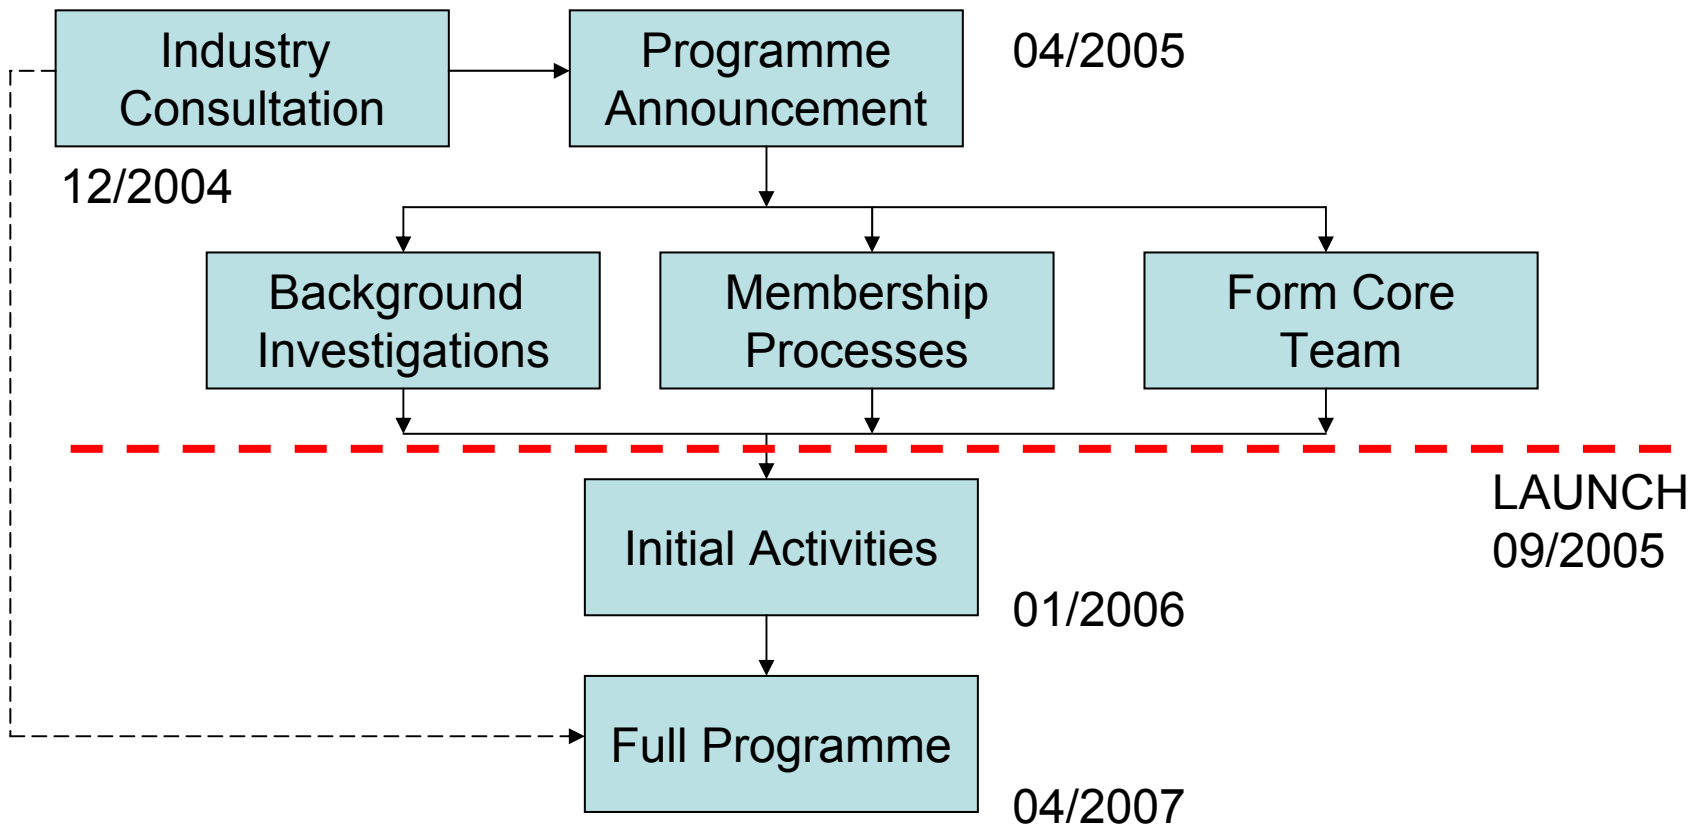 Industry
Consultation
12/2004
Programme
Announcement
04/2005
Background
Investigations
Membership
Processes
Form Core
Team
LAUNCH
09/2005
Initial Activities
01/2006
Full Programme
04/2007